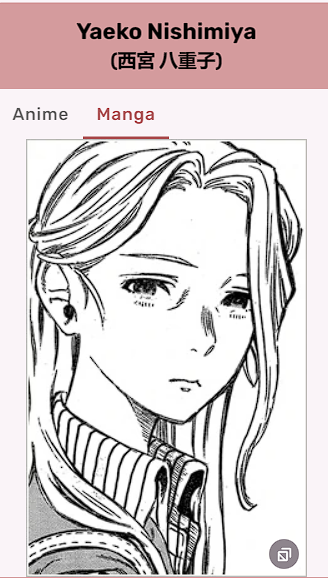 Yaeko Nishimiya
(西宮 八重子)
Anime Manga